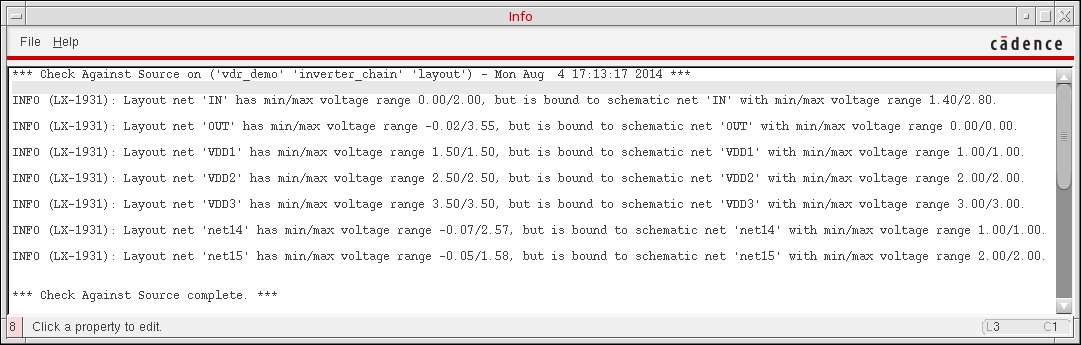 Info
File Help
cādence
*** Check Against Source on ('vdr_demo' 'inverter_chain' 'layout') - Mon Aug  4 17:13:17 2014 ***
INFO (LX-1931): Layout net 'IN' has min/max voltage range 0.00/2.00, but is bound to schematic net 'IN' with min/max voltage range 1.40/2.80.
INFO (LX-1931): Layout net 'OUT' has min/max voltage range -0.02/3.55, but is bound to schematic net 'OUT' with min/max voltage range 0.00/0.00.
INFO (LX-1931): Layout net 'VDD1' has min/max voltage range 1.50/1.50, but is bound to schematic net 'VDD1' with min/max voltage range 1.00/1.00.
INFO (LX-1931): Layout net 'VDD2' has min/max voltage range 2.50/2.50, but is bound to schematic net 'VDD2' with min/max voltage range 2.00/2.00.
INFO (LX-1931): Layout net 'VDD3' has min/max voltage range 3.50/3.50, but is bound to schematic net 'VDD3' with min/max voltage range 3.00/3.00.
INFO (LX-1931): Layout net 'net14' has min/max voltage range -0.07/2.57, but is bound to schematic net 'net14' with min/max voltage range 1.00/1.00.
INFO (LX-1931): Layout net 'net15' has min/max voltage range -0.05/1.58, but is bound to schematic net 'net15' with min/max voltage range 2.00/2.00.
*** Check Against Source complete. ***
8 Click a property to edit. L3 C1